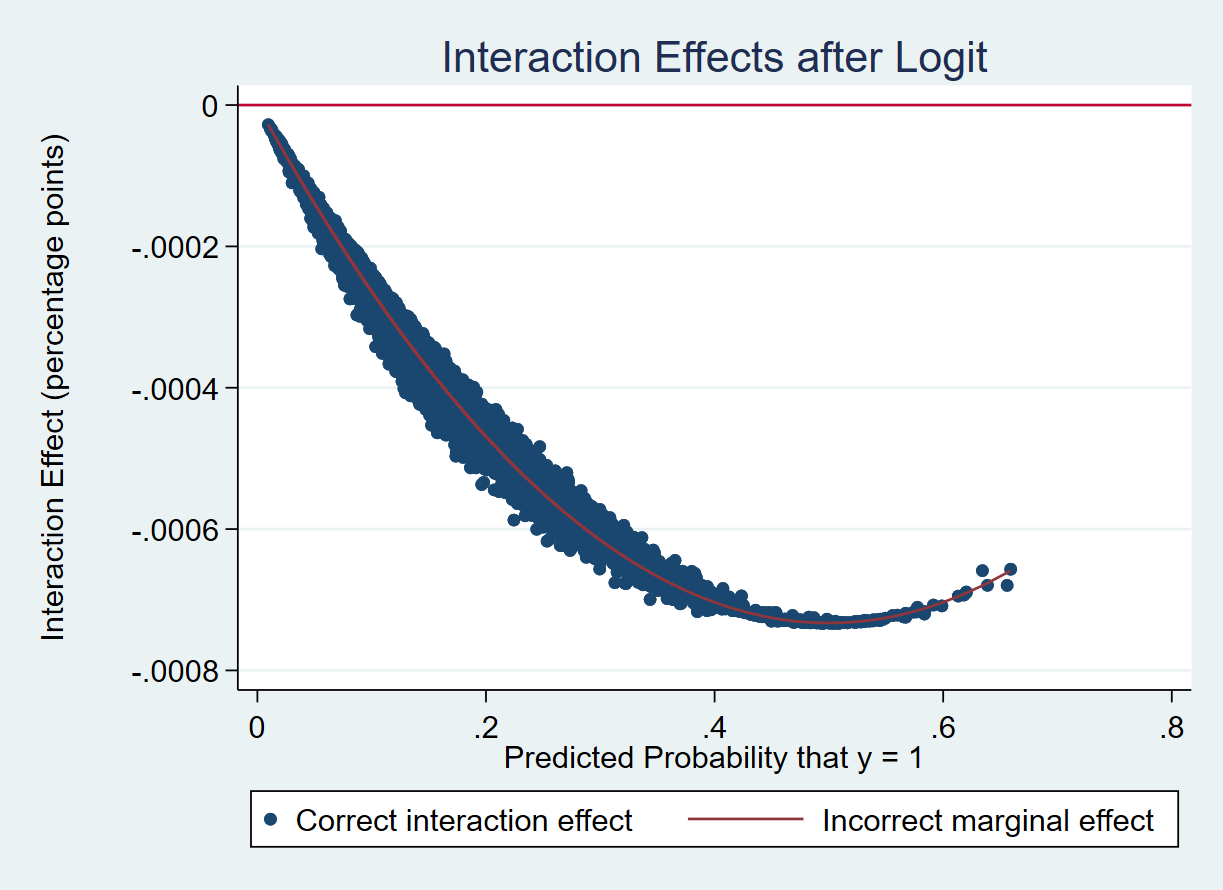 Interaction Effects after Logit
Interaction Effect (percentage points)
0
-.0002
-.0004
-.0006
-.0008
0 .2 .4 .6 .8
Predicted Probability that y = 1
Correct interaction effect Incorrect marginal effect